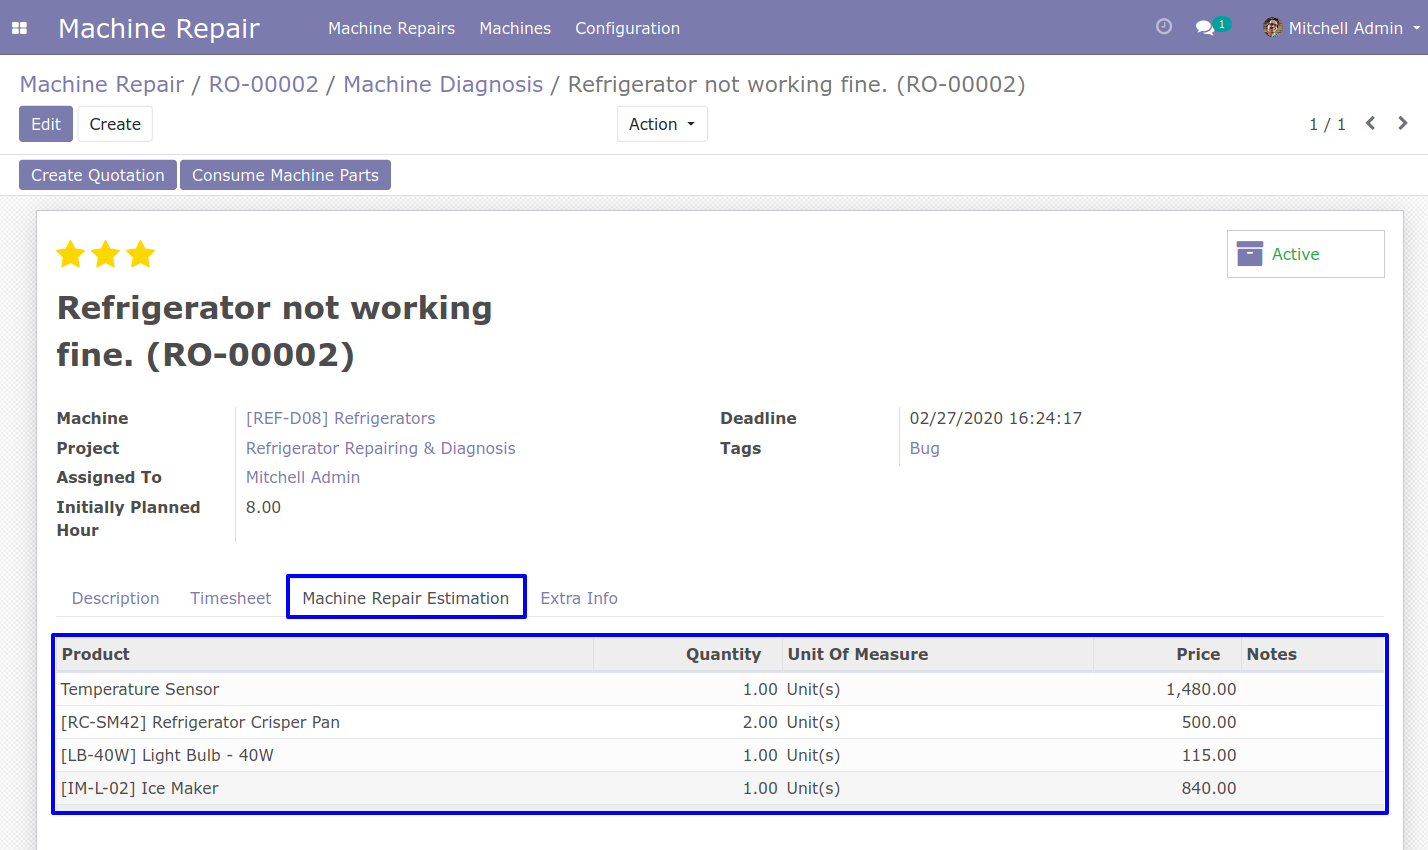 Machine Repair Machine Repairs Machines Configuration 1 Mitchell Admin
Machine Repair / RO-00002 / Machine Diagnosis / Refrigerator not working fine. (RO-00002)
Edit Create Action 1 / 1
Create Quotation Consume Machine Parts
Active
Refrigerator not working
fine. (RO-00002)
Machine [REF-D08] Refrigerators Deadline 02/27/2020 16:24:17
Project Refrigerator Repairing & Diagnosis Tags Bug
Assigned To Mitchell Admin
Initially Planned 8.00
Hour
Description Timesheet Machine Repair Estimation Extra Info
Product Quantity Unit Of Measure Price Notes
Temperature Sensor 1.00 Unit(s) 1,480.00
[RC-SM42] Refrigerator Crisper Pan 2.00 Unit(s) 500.00
[LB-40W] Light Bulb - 40W 1.00 Unit(s) 115.00
[IM-L-02] Ice Maker 1.00 Unit(s) 840.00